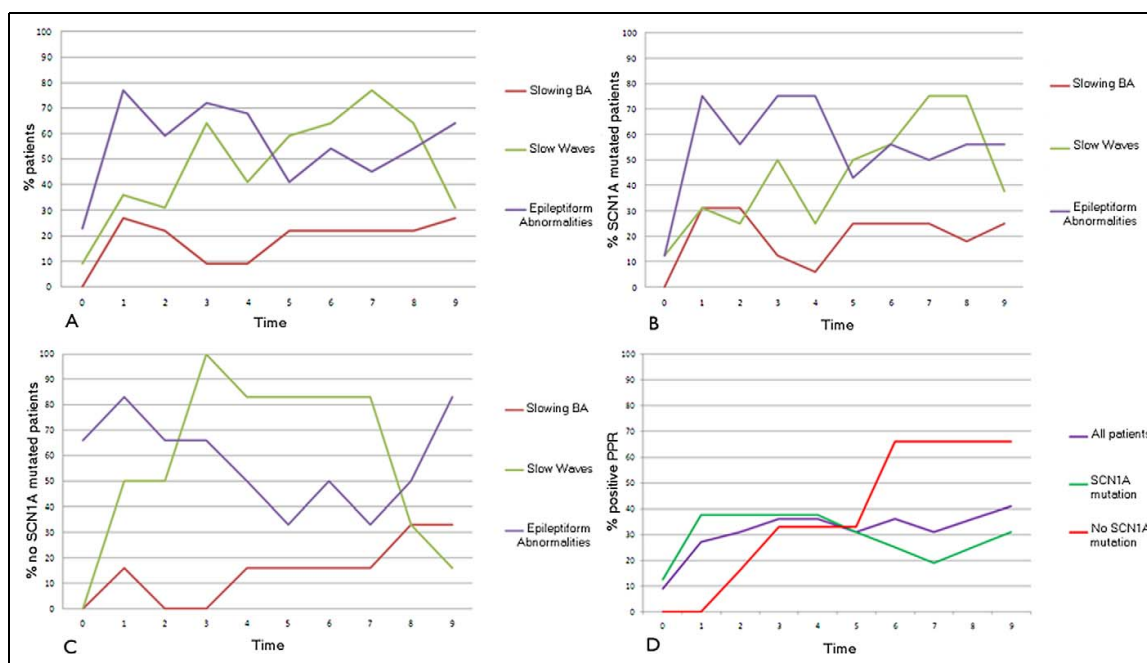 100
90
80
70
60
50
40
30
20
10
0
% patients
0 1 2 3 4 5 6 7 8 9
Time
A
Slowing BA
Slow Waves
Epileptiform
Abnormalities
100
90
80
70
60
50
40
30
20
10
0
% SCN1A mutated patients
0 1 2 3 4 5 6 7 8 9
Time
B
Slowing BA
Slow Waves
Epileptiform
Abnormalities
100
90
80
70
60
50
40
30
20
10
0
% no SCN1A mutated patients
0 1 2 3 4 5 6 7 8 9
Time
C
Slowing BA
Slow Waves
Epileptiform
Abnormalities
100
90
80
70
60
50
40
30
20
10
0
% positive PPR
0 1 2 3 4 5 6 7 8 9
Time
D
All patients
SCN1A
mutation
No SCN1A
mutation